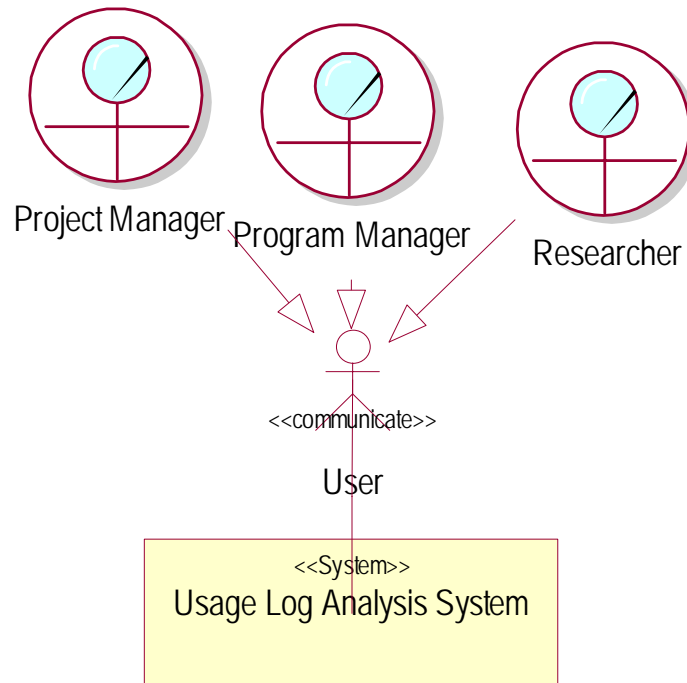 Project Manager
Program Manager
Researcher
<<communicate>>
User
<<System>>
Usage Log Analysis System